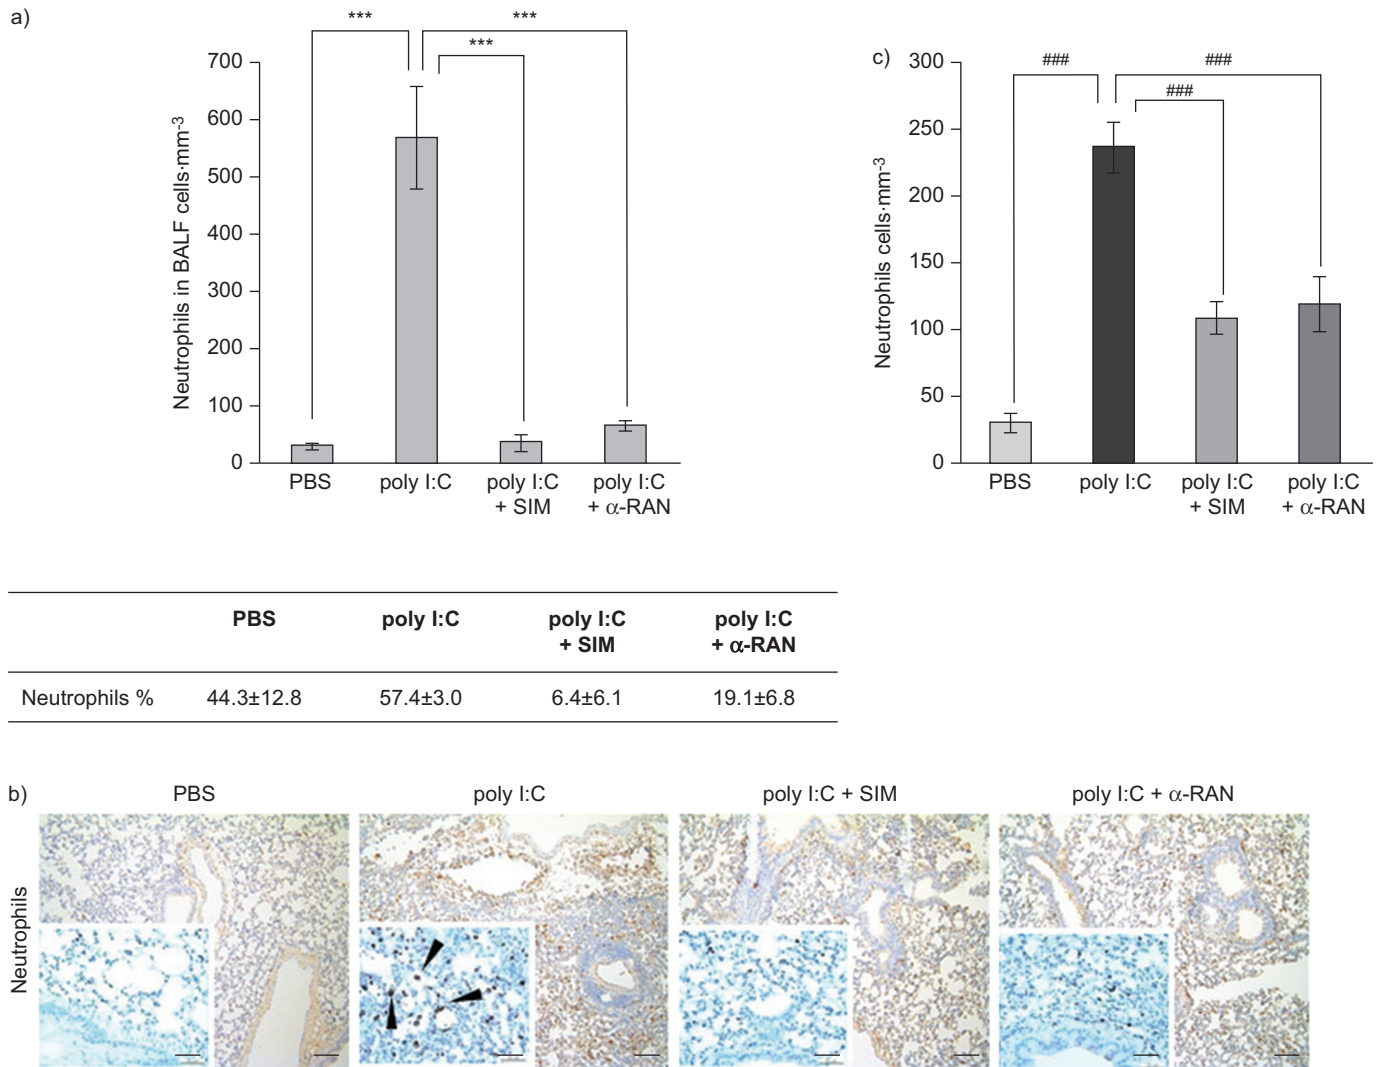 a)
***
***
***
700
600
500
400
300
200
100
0
Neutrophils in BALF cells·mm-3
PBS
poly I:C
poly I:C
+ SIM
poly I:C
+ α-RAN
c)
###
###
###
300
250
200
150
100
50
0
Neutrophils cells·mm-3
PBS
poly I:C
poly I:C
+ SIM
poly I:C
+ α-RAN
PBS poly I:C poly I:C + SIM poly I:C + α-RAN
Neutrophils % 44.3±12.8 57.4±3.0 6.4±6.1 19.1±6.8
b)
PBS
poly I:C
poly I:C + SIM
poly I:C + α-RAN
Neutrophils